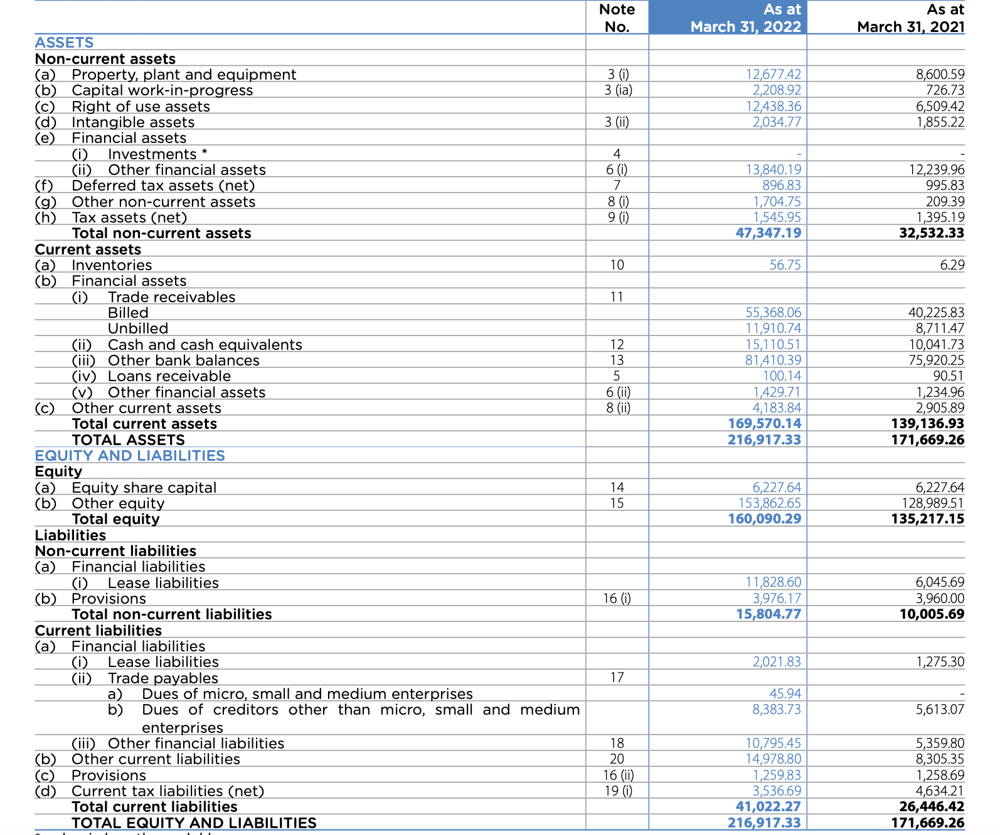 Note As at As at
No. March 31, 2022 March 31, 2021
ASSETS
Non-current assets
(a) Property, plant and equipment 3 (i) 12,677.42 8,600.59
(b) Capital work-in-progress 3 (ia) 2,208.92 726.73
(c) Right of use assets 12,438.36 6,509.42
(d) Intangible assets 3 (ii) 2,034.77 1,855.22
(e) Financial assets
(i) Investments * 4 - -
(ii) Other financial assets 6 (i) 13,840.19 12,239.96
(f) Deferred tax assets (net) 7 896.83 995.83
(g) Other non-current assets 8 (i) 1,704.75 209.39
(h) Tax assets (net) 9 (i) 1,545.95 1,395.19
Total non-current assets 47,347.19 32,532.33
Current assets
(a) Inventories 10 56.75 6.29
(b) Financial assets
(i) Trade receivables 11
Billed 55,368.06 40,225.83
Unbilled 11,910.74 8,711.47
(ii) Cash and cash equivalents 12 15,110.51 10,041.73
(iii) Other bank balances 13 81,410.39 75,920.25
(iv) Loans receivable 5 100.14 90.51
(v) Other financial assets 6 (ii) 1,429.71 1,234.96
(c) Other current assets 8 (ii) 4,183.84 2,905.89
Total current assets 169,570.14 139,136.93
TOTAL ASSETS 216,917.33 171,669.26
EQUITY AND LIABILITIES
Equity
(a) Equity share capital 14 6,227.64 6,227.64
(b) Other equity 15 153,862.65 128,989.51
Total equity 160,090.29 135,217.15
Liabilities
Non-current liabilities
(a) Financial liabilities
(i) Lease liabilities 11,828.60 6,045.69
(b) Provisions 16 (i) 3,976.17 3,960.00
Total non-current liabilities 15,804.77 10,005.69
Current liabilities
(a) Financial liabilities
(i) Lease liabilities 2,021.83 1,275.30
(ii) Trade payables 17
a) Dues of micro, small and medium enterprises 45.94 -
b) Dues of creditors other than micro, small and medium 8,383.73 5,613.07
enterprises
(iii) Other financial liabilities 18 10,795.45 5,359.80
(b) Other current liabilities 20 14,978.80 8,305.35
(c) Provisions 16 (ii) 1,259.83 1,258.69
(d) Current tax liabilities (net) 19 (i) 3,536.69 4,634.21
Total current liabilities 41,022.27 26,446.42
TOTAL EQUITY AND LIABILITIES 216,917.33 171,669.26